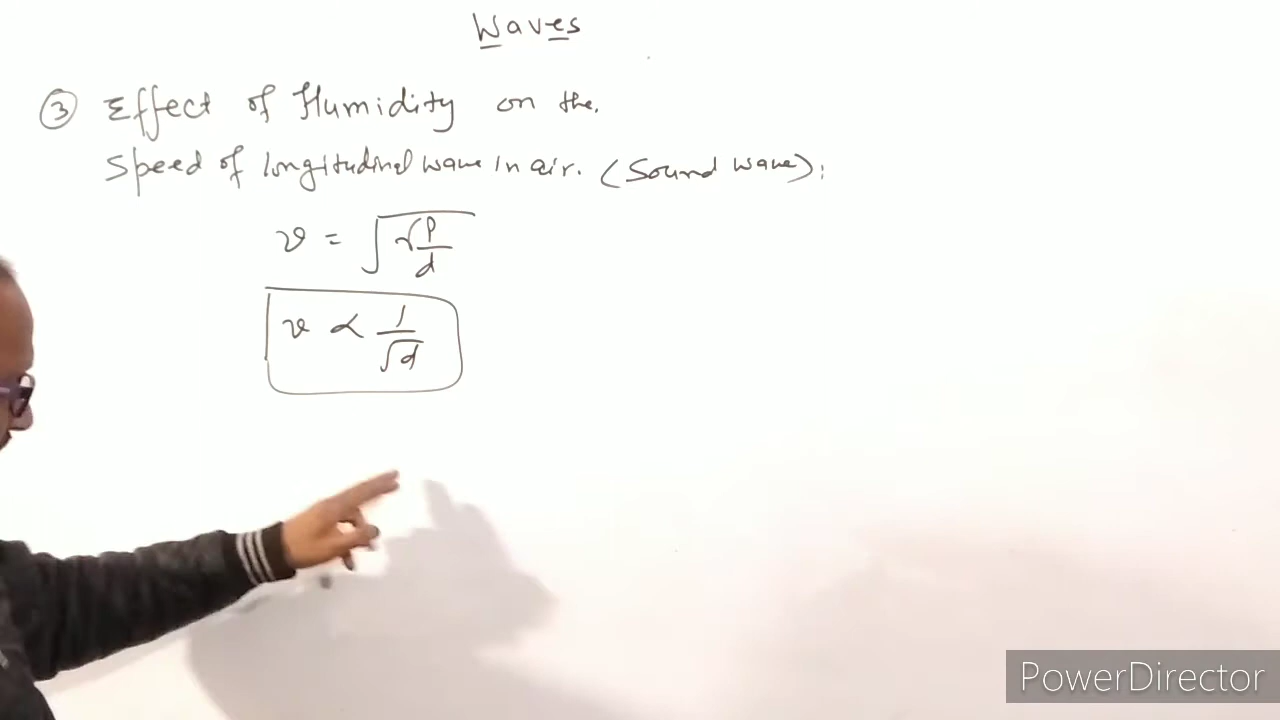 Waves
③ Effect of Humidity on the.
Speed of longitudinal wave in air. (Sound wave):
v = √(γP/d)
v ∝ 1/√d
PowerDirector